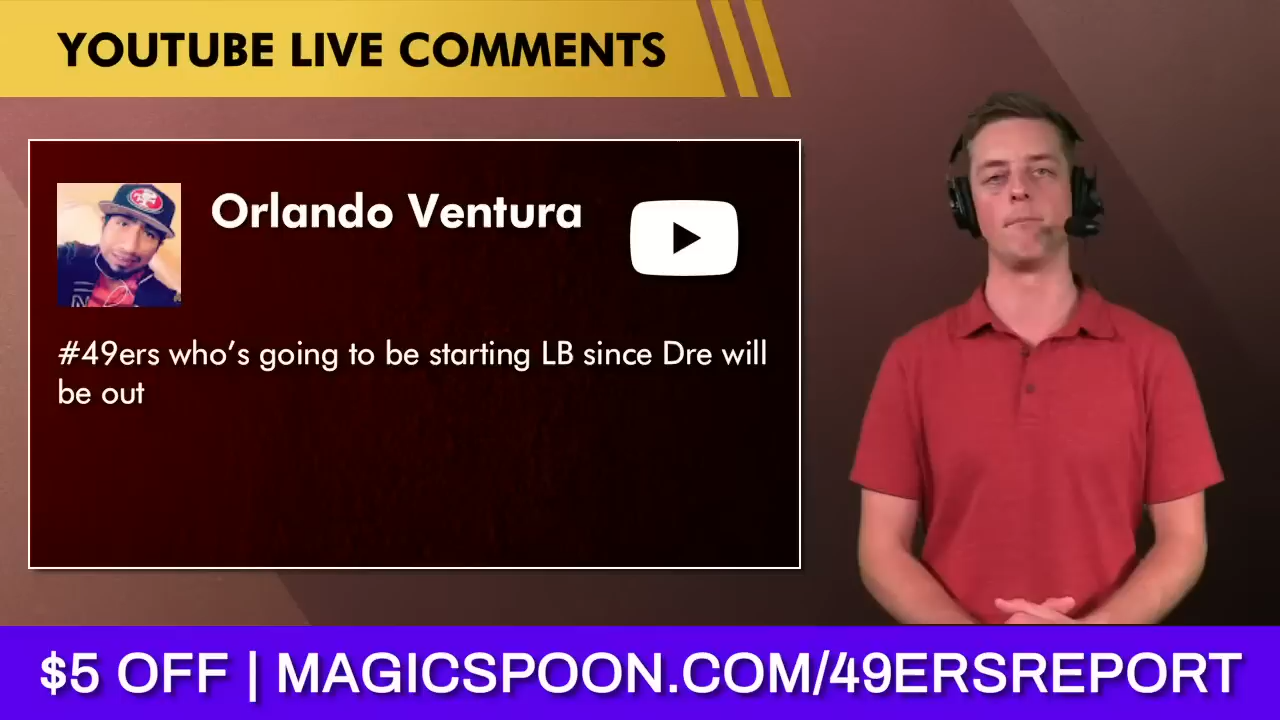 YOUTUBE LIVE COMMENTS
Orlando Ventura
#49ers who's going to be starting LB since Dre will
be out
$5 OFF | MAGICSPOON.COM/49ERSREPORT